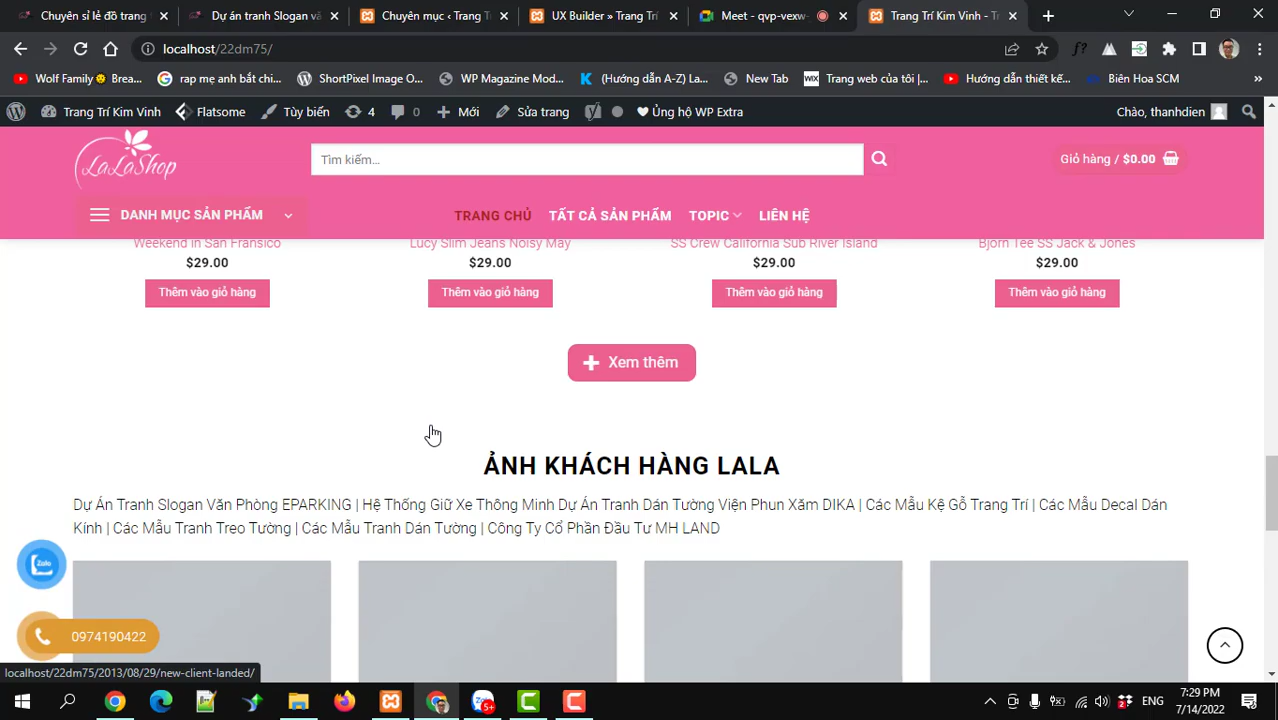 Chuyên sỉ lẻ đồ trang t
Dự án tranh Slogan vă
Chuyên mục ‹ Trang T
UX Builder » Trang Trí
Meet - qvp-vexw-
Trang Trí Kim Vinh - Tr
localhost/22dm75/
Wolf Family🙂 Brea...
rap mẹ anh bắt chi...
ShortPixel Image O...
WP Magazine Mod...
(Hướng dẫn A-Z) La...
New Tab
Trang web của tôi |...
Hướng dẫn thiết kế...
Biên Hoa SCM
»
Trang Trí Kim Vinh
Flatsome
Tùy biến
4
0
Mới
Sửa trang
Ủng hộ WP Extra
Chào, thanhdien
LaLaShop
Tìm kiếm...
Giỏ hàng / $0.00
DANH MỤC SẢN PHẨM
TRANG CHỦ
TẤT CẢ SẢN PHẨM
TOPIC
LIÊN HỆ
Weekend in San Fransico
Lucy Slim Jeans Noisy May
SS Crew California Sub River Island
Bjorn Tee SS Jack & Jones
$29.00
$29.00
$29.00
$29.00
Thêm vào giỏ hàng
Thêm vào giỏ hàng
Thêm vào giỏ hàng
Thêm vào giỏ hàng
Xem thêm
ẢNH KHÁCH HÀNG LALA
Dự Án Tranh Slogan Văn Phòng EPARKING | Hệ Thống Giữ Xe Thông Minh Dự Án Tranh Dán Tường Viện Phun Xăm DIKA | Các Mẫu Kệ Gỗ Trang Trí | Các Mẫu Decal Dán
Kính | Các Mẫu Tranh Treo Tường | Các Mẫu Tranh Dán Tường | Công Ty Cổ Phần Đầu Tư MH LAND
Zalo
0974190422
localhost/22dm75/2013/08/29/new-client-landed/
Zalo
5+
ENG
7:29 PM
7/14/2022